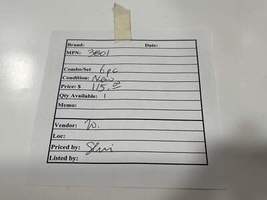 Brand: Date:
MPN: 3801
Combo/Set 6 pc
Condition: New
Price: $ 115.00
Qty Available: 1
Memo:
Vendor: W.
Loc:
Priced by:
Listed by: